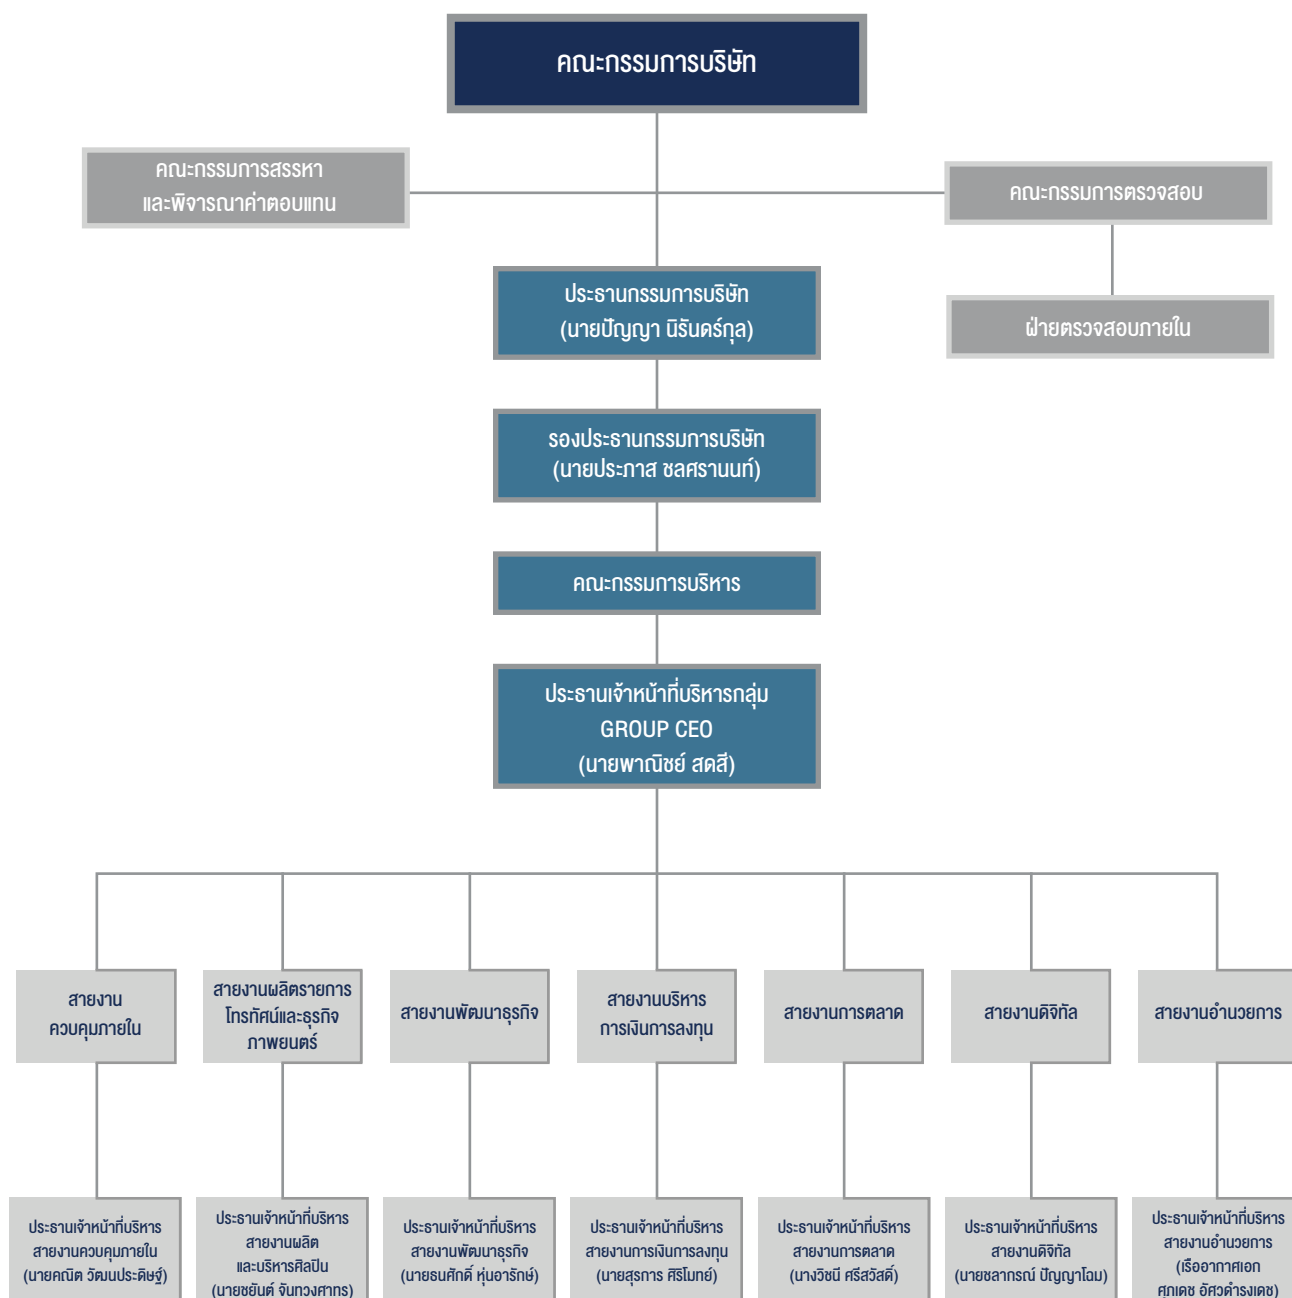 คณะกรรมการบริษัท
คณะกรรมการสรรหา
และพิจารณาค่าตอบแทน
คณะกรรมการตรวจสอบ
ประธานกรรมการบริษัท
(นายปัญญา นิรันดร์กุล)
ฝ่ายตรวจสอบภายใน
รองประธานกรรมการบริษัท
(นายประภาส ชลศรานนท์)
คณะกรรมการบริหาร
ประธานเจ้าหน้าที่บริหารกลุ่ม
GROUP CEO
(นายพาณิชย์ สดสี)
สายงาน
ควบคุมภายใน
สายงานผลิตรายการ
โทรทัศน์และธุรกิจ
ภาพยนตร์
สายงานพัฒนาธุรกิจ
สายงานบริหาร
การเงินการลงทุน
สายงานการตลาด
สายงานดิจิทัล
สายงานอำนวยการ
ประธานเจ้าหน้าที่บริหาร
สายงานควบคุมภายใน
(นายคณิต วัฒนประดิษฐ์)
ประธานเจ้าหน้าที่บริหาร
สายงานผลิต
และบริหารศิลปิน
(นายชยันต์ จันทวงศาทร)
ประธานเจ้าหน้าที่บริหาร
สายงานพัฒนาธุรกิจ
(นายธนศักดิ์ หุ่นอารักษ์)
ประธานเจ้าหน้าที่บริหาร
สายงานการเงินการลงทุน
(นายสุรการ ศิริโมทย์)
ประธานเจ้าหน้าที่บริหาร
สายงานการตลาด
(นางวิชนี ศรีสวัสดิ์)
ประธานเจ้าหน้าที่บริหาร
สายงานดิจิทัล
(นายชลากรณ์ ปัญญาโฉม)
ประธานเจ้าหน้าที่บริหาร
สายงานอำนวยการ
(เรืออากาศเอก
ศุภเดช อัศวดำรงเดช)